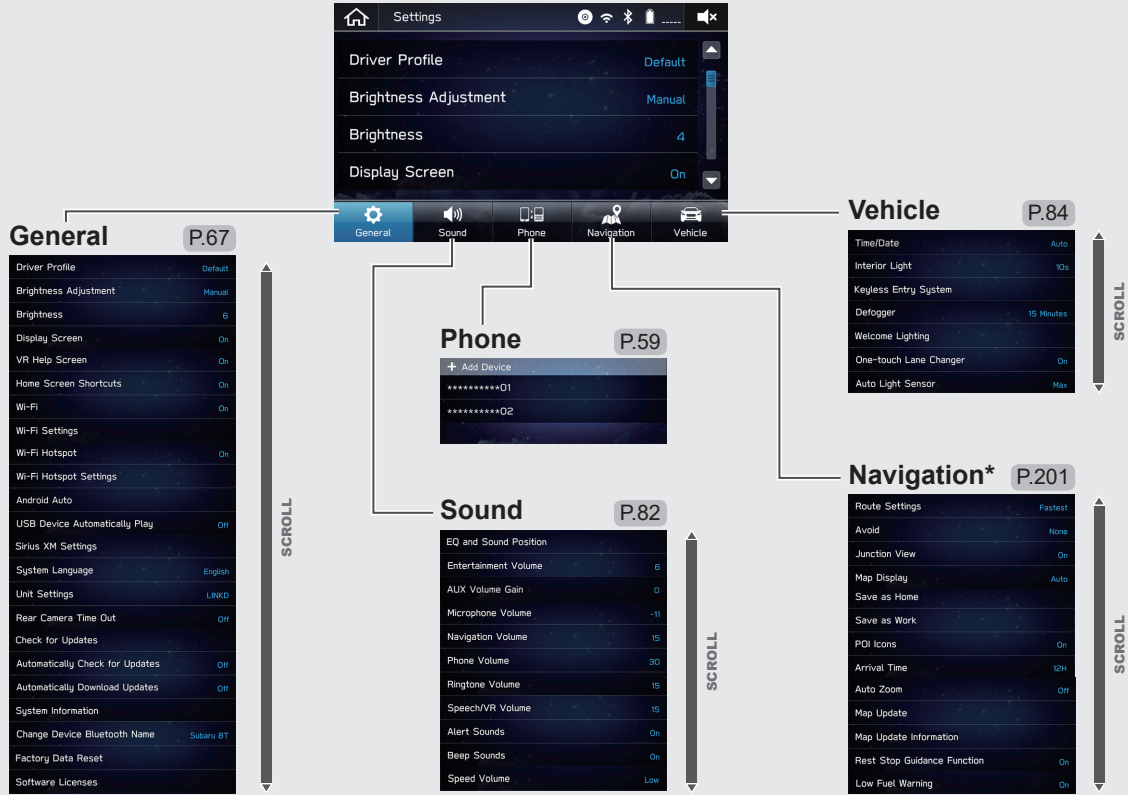 Settings
Driver Profile Default
Brightness Adjustment Manual
Brightness 4
Display Screen On
General Sound Phone Navigation Vehicle
General P.67
Driver Profile Default
Brightness Adjustment Manual
Brightness 6
Display Screen On
VR Help Screen On
Home Screen Shortcuts On
Wi-Fi On
Wi-Fi Settings
Wi-Fi Hotspot On
Wi-Fi Hotspot Settings
Android Auto
USB Device Automatically Play Off
Sirius XM Settings
System Language English
Unit Settings LINKD
Rear Camera Time Out Off
Check for Updates
Automatically Check for Updates Off
Automatically Download Updates Off
System Information
Change Device Bluetooth Name Subaru BT
Factory Data Reset
Software Licenses
SCROLL
Phone P.59
+ Add Device
**********01
**********02
Sound P.82
EQ and Sound Position
Entertainment Volume 6
AUX Volume Gain 0
Microphone Volume -11
Navigation Volume 15
Phone Volume 30
Ringtone Volume 15
Speech/VR Volume 15
Alert Sounds On
Beep Sounds On
Speed Volume Low
SCROLL
Vehicle P.84
Time/Date Auto
Interior Light 10s
Keyless Entry System
Defogger 15 Minutes
Welcome Lighting
One-touch Lane Changer On
Auto Light Sensor Max
SCROLL
Navigation* P.201
Route Settings Fastest
Avoid None
Junction View On
Map Display Auto
Save as Home
Save as Work
POI Icons On
Arrival Time 12H
Auto Zoom Off
Map Update
Map Update Information
Rest Stop Guidance Function On
Low Fuel Warning On
SCROLL